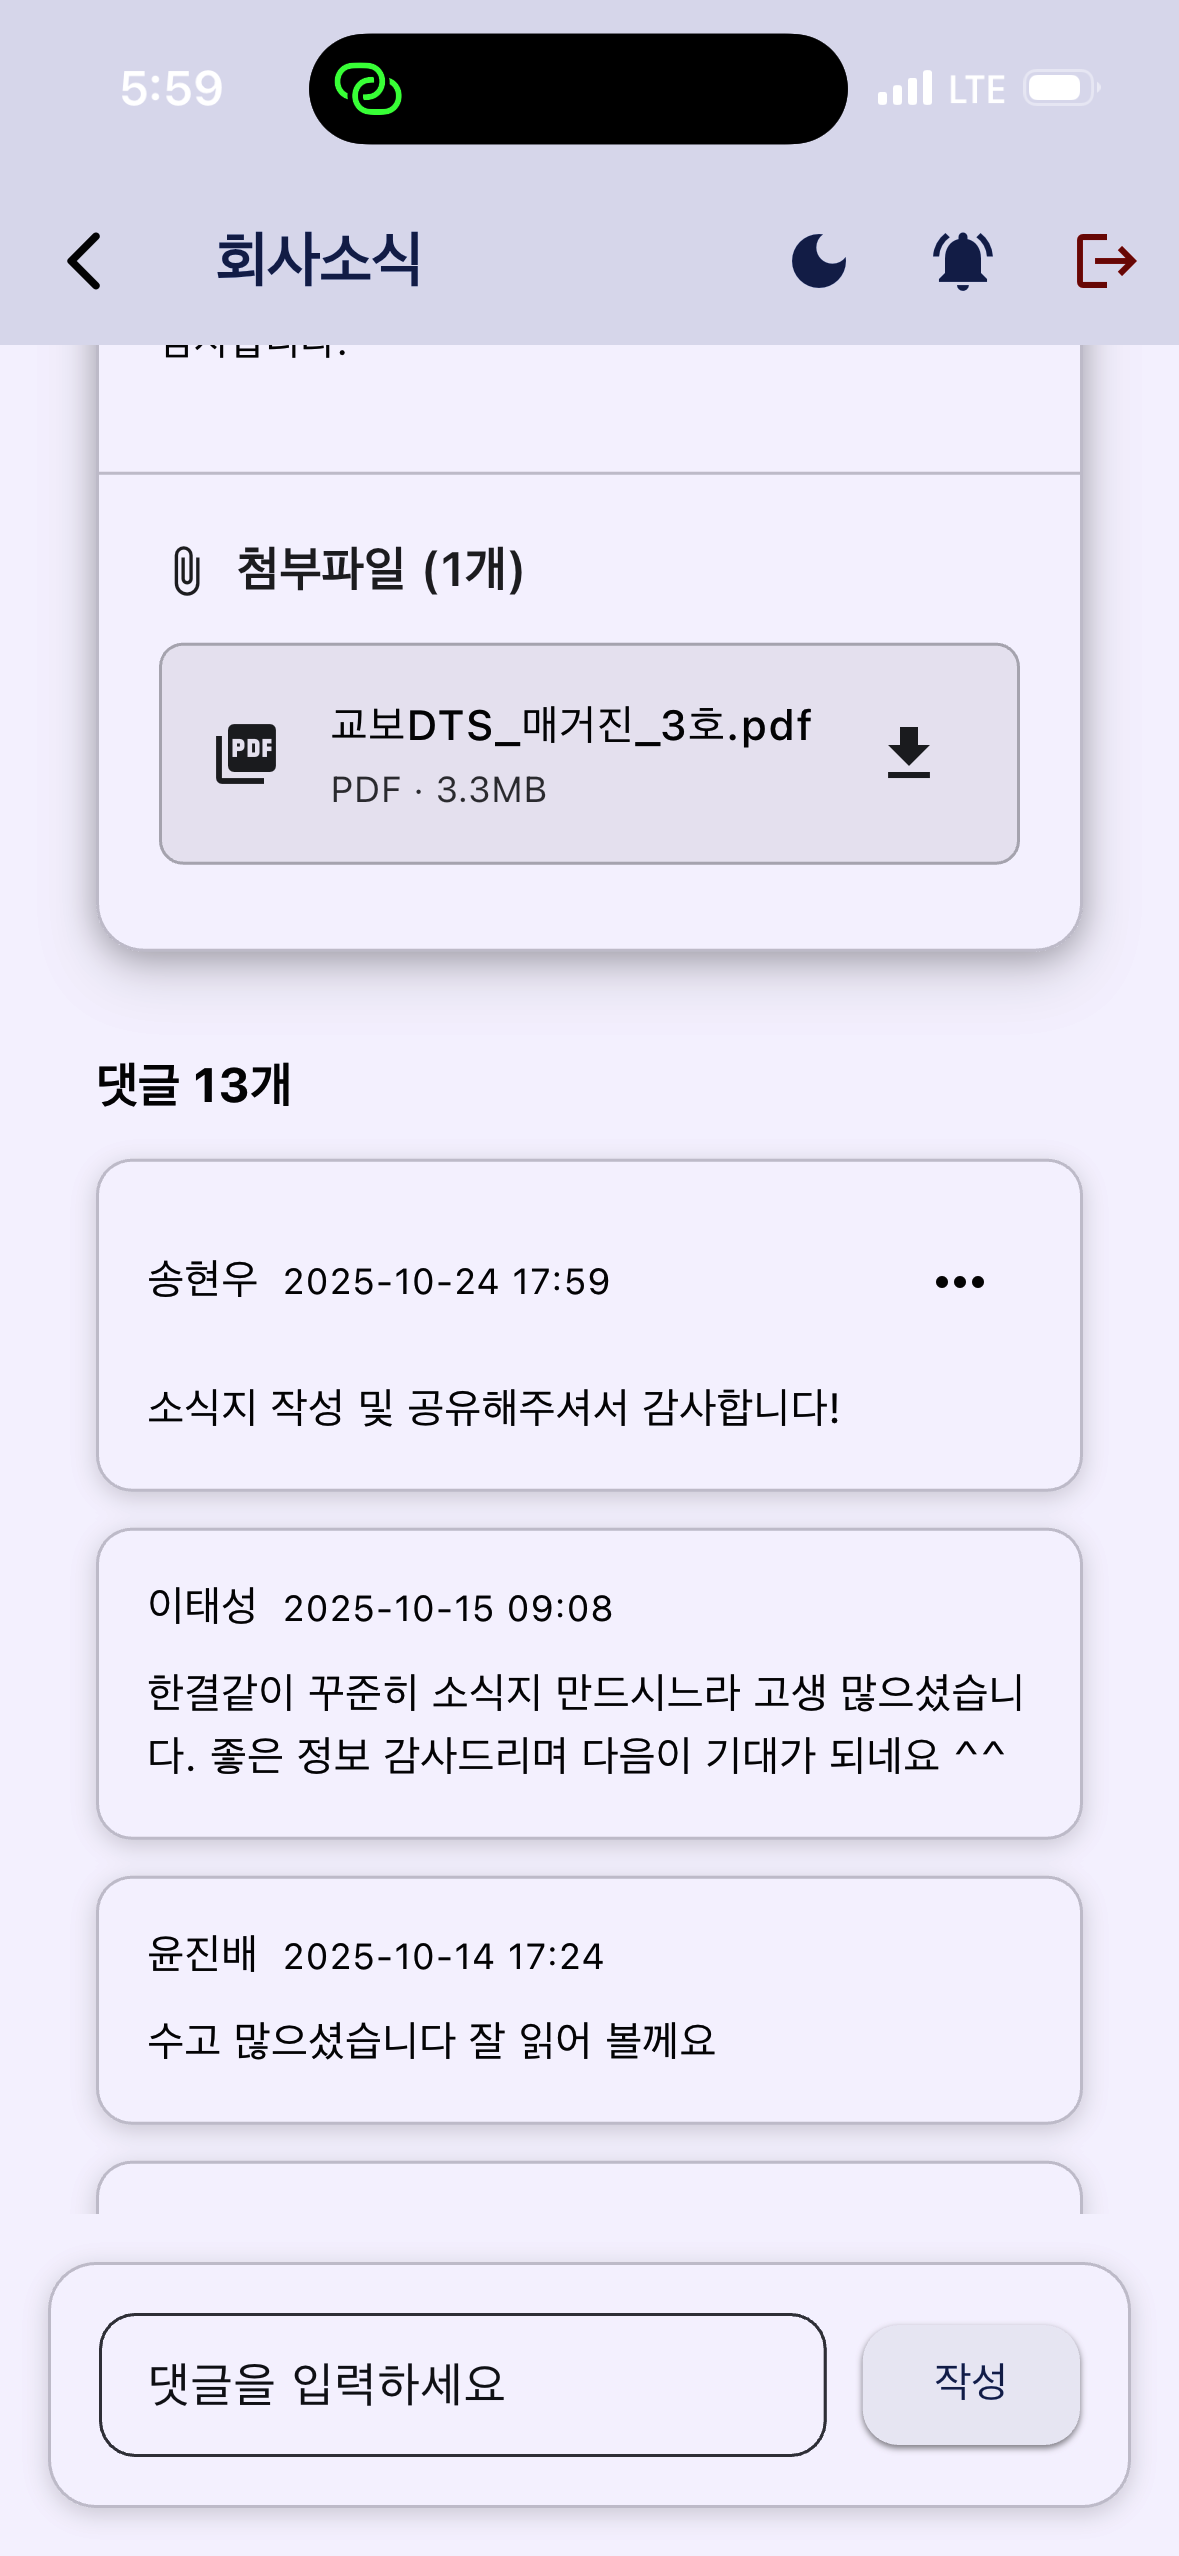 5:59
LTE
회사소식
첨부파일 (1개)
PDF
교보DTS_매거진_3호.pdf
PDF · 3.3MB
댓글 13개
송현우 2025-10-24 17:59
소식지 작성 및 공유해주셔서 감사합니다!
이태성 2025-10-15 09:08
한결같이 꾸준히 소식지 만드시느라 고생 많으셨습니
다. 좋은 정보 감사드리며 다음이 기대가 되네요 ^^
윤진배 2025-10-14 17:24
수고 많으셨습니다 잘 읽어 볼께요
댓글을 입력하세요
작성